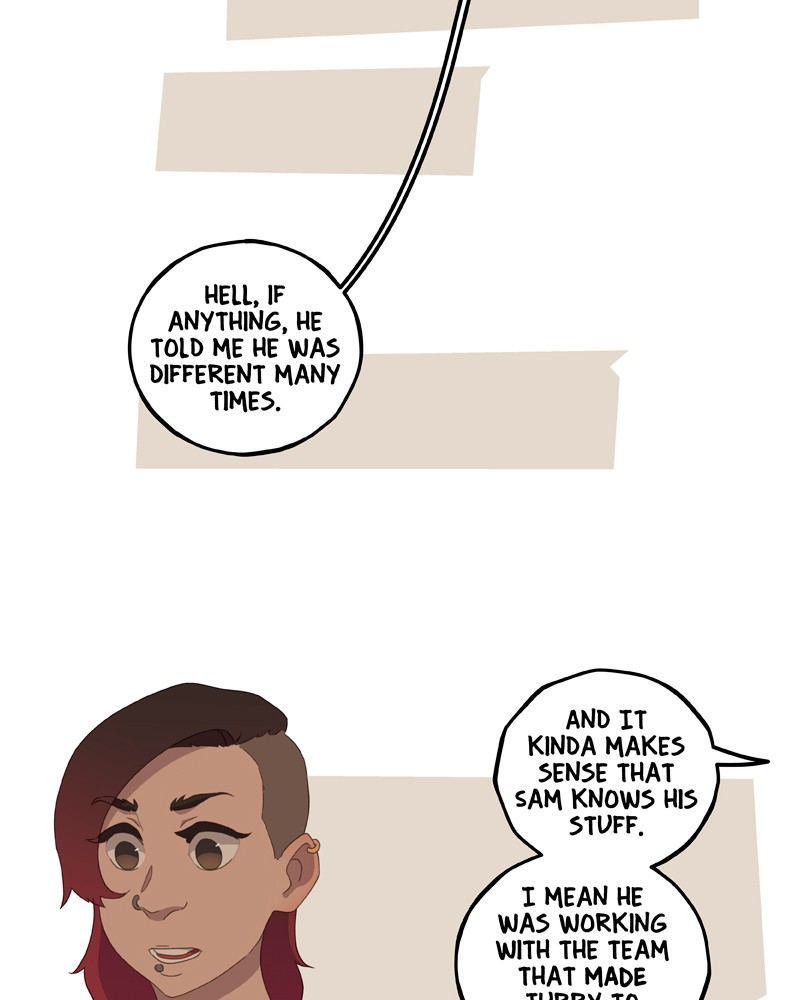 HELL, IF
ANYTHING, HE
TOLD ME HE WAS
DIFFERENT MANY
TIMES.
AND IT
KINDA MAKES
SENSE THAT
SAM KNOWS HIS
STUFF.
I MEAN HE
WAS WORKING
WITH THE TEAM
THAT MADE
TO